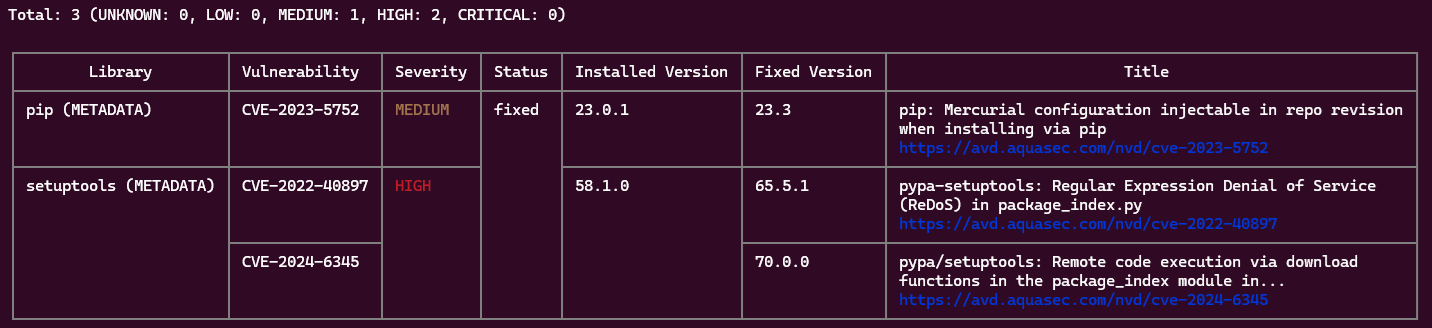 Total: 3 (UNKNOWN: 0, LOW: 0, MEDIUM: 1, HIGH: 2, CRITICAL: 0)
Library Vulnerability Severity Status Installed Version Fixed Version Title
pip (METADATA) CVE-2023-5752 MEDIUM fixed 23.0.1 23.3 pip: Mercurial configuration injectable in repo revision
when installing via pip
https://avd.aquasec.com/nvd/cve-2023-5752
setuptools (METADATA) CVE-2022-40897 HIGH 58.1.0 65.5.1 pypa-setuptools: Regular Expression Denial of Service
(ReDoS) in package_index.py
https://avd.aquasec.com/nvd/cve-2022-40897
CVE-2024-6345 70.0.0 pypa/setuptools: Remote code execution via download
functions in the package_index module in...
https://avd.aquasec.com/nvd/cve-2024-6345